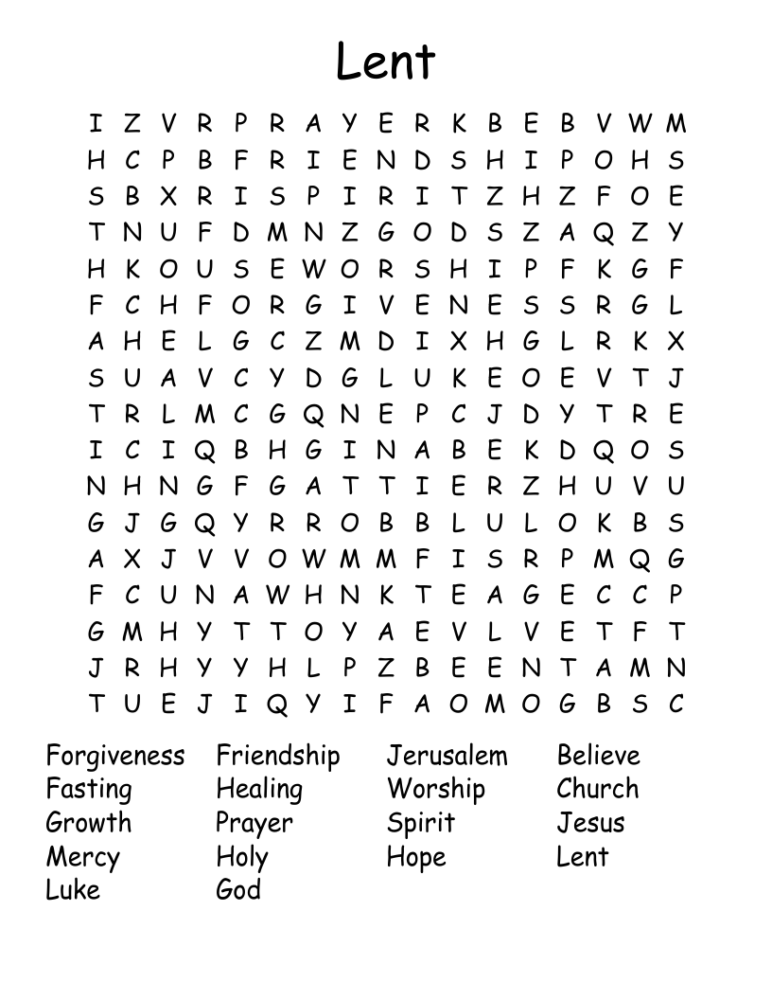 Lent
I Z V R P R A Y E R K B E B V W M
H C P B F R I E N D S H I P O H S
S B X R I S P I R I T Z H Z F O E
T N U F D M N Z G O D S Z A Q Z Y
H K O U S E W O R S H I P F K G F
F C H F O R G I V E N E S S R G L
A H E L G C Z M D I X H G L R K X
S U A V C Y D G L U K E O E V T J
T R L M C G Q N E P C J D Y T R E
I C I Q B H G I N A B E K D Q O S
N H N G F G A T T I E R Z H U V U
G J G Q Y R R O B B L U L O K B S
A X J V V O W M M F I S R P M Q G
F C U N A W H N K T E A G E C C P
G M H Y T T O Y A E V L V E T F T
J R H Y Y H L P Z B E E N T A M N
T U E J I Q Y I F A O M O G B S C
Forgiveness Friendship Jerusalem Believe
Fasting Healing Worship Church
Growth Prayer Spirit Jesus
Mercy Holy Hope Lent
Luke God